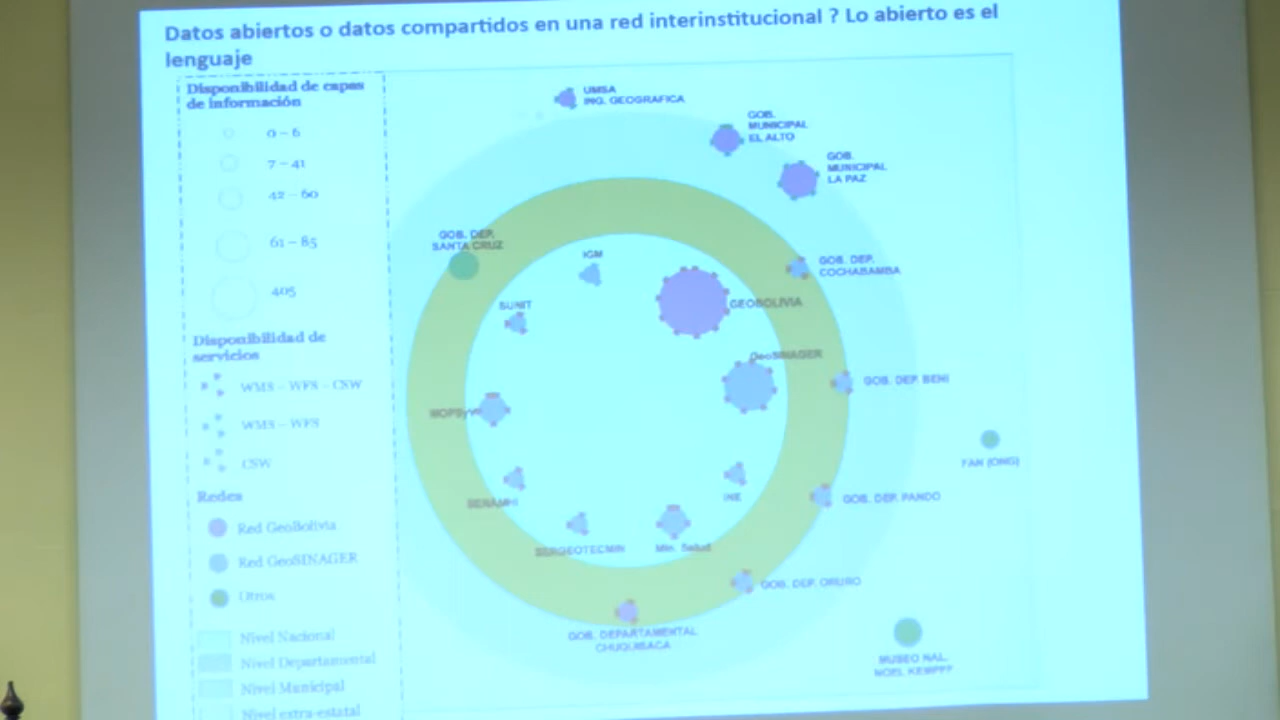 Datos abiertos o datos compartidos en una red interinstitucional ? Lo abierto es el
lenguaje
Disponibilidad de capas
de información
0 – 6
7 – 41
42 – 60
61 – 85
405
Disponibilidad de
servicios
WMS – WFS – CSW
WMS – WFS
CSW
Redes
Red GeoBolivia
Red GeoSINAGER
Otros
Nivel Nacional
Nivel Departamental
Nivel Municipal
Nivel extra-estatal
UMSA
ING. GEOGRAFICA
GOB.
MUNICIPAL
EL ALTO
GOB.
MUNICIPAL
LA PAZ
GOB. DEP.
SANTA CRUZ
IGM
GOB. DEP.
COCHABAMBA
SUNIT
GEOBOLIVIA
GeoSINAGER
GOB. DEP. BENI
MOPSyV
FAN (ONG)
SENAMHI
INE
GOB. DEP. PANDO
SERGEOTECMIN
Min. Salud
GOB. DEP. ORURO
GOB. DEPARTAMENTAL
CHUQUISACA
MUSEO NAL.
NOEL KEMPFF